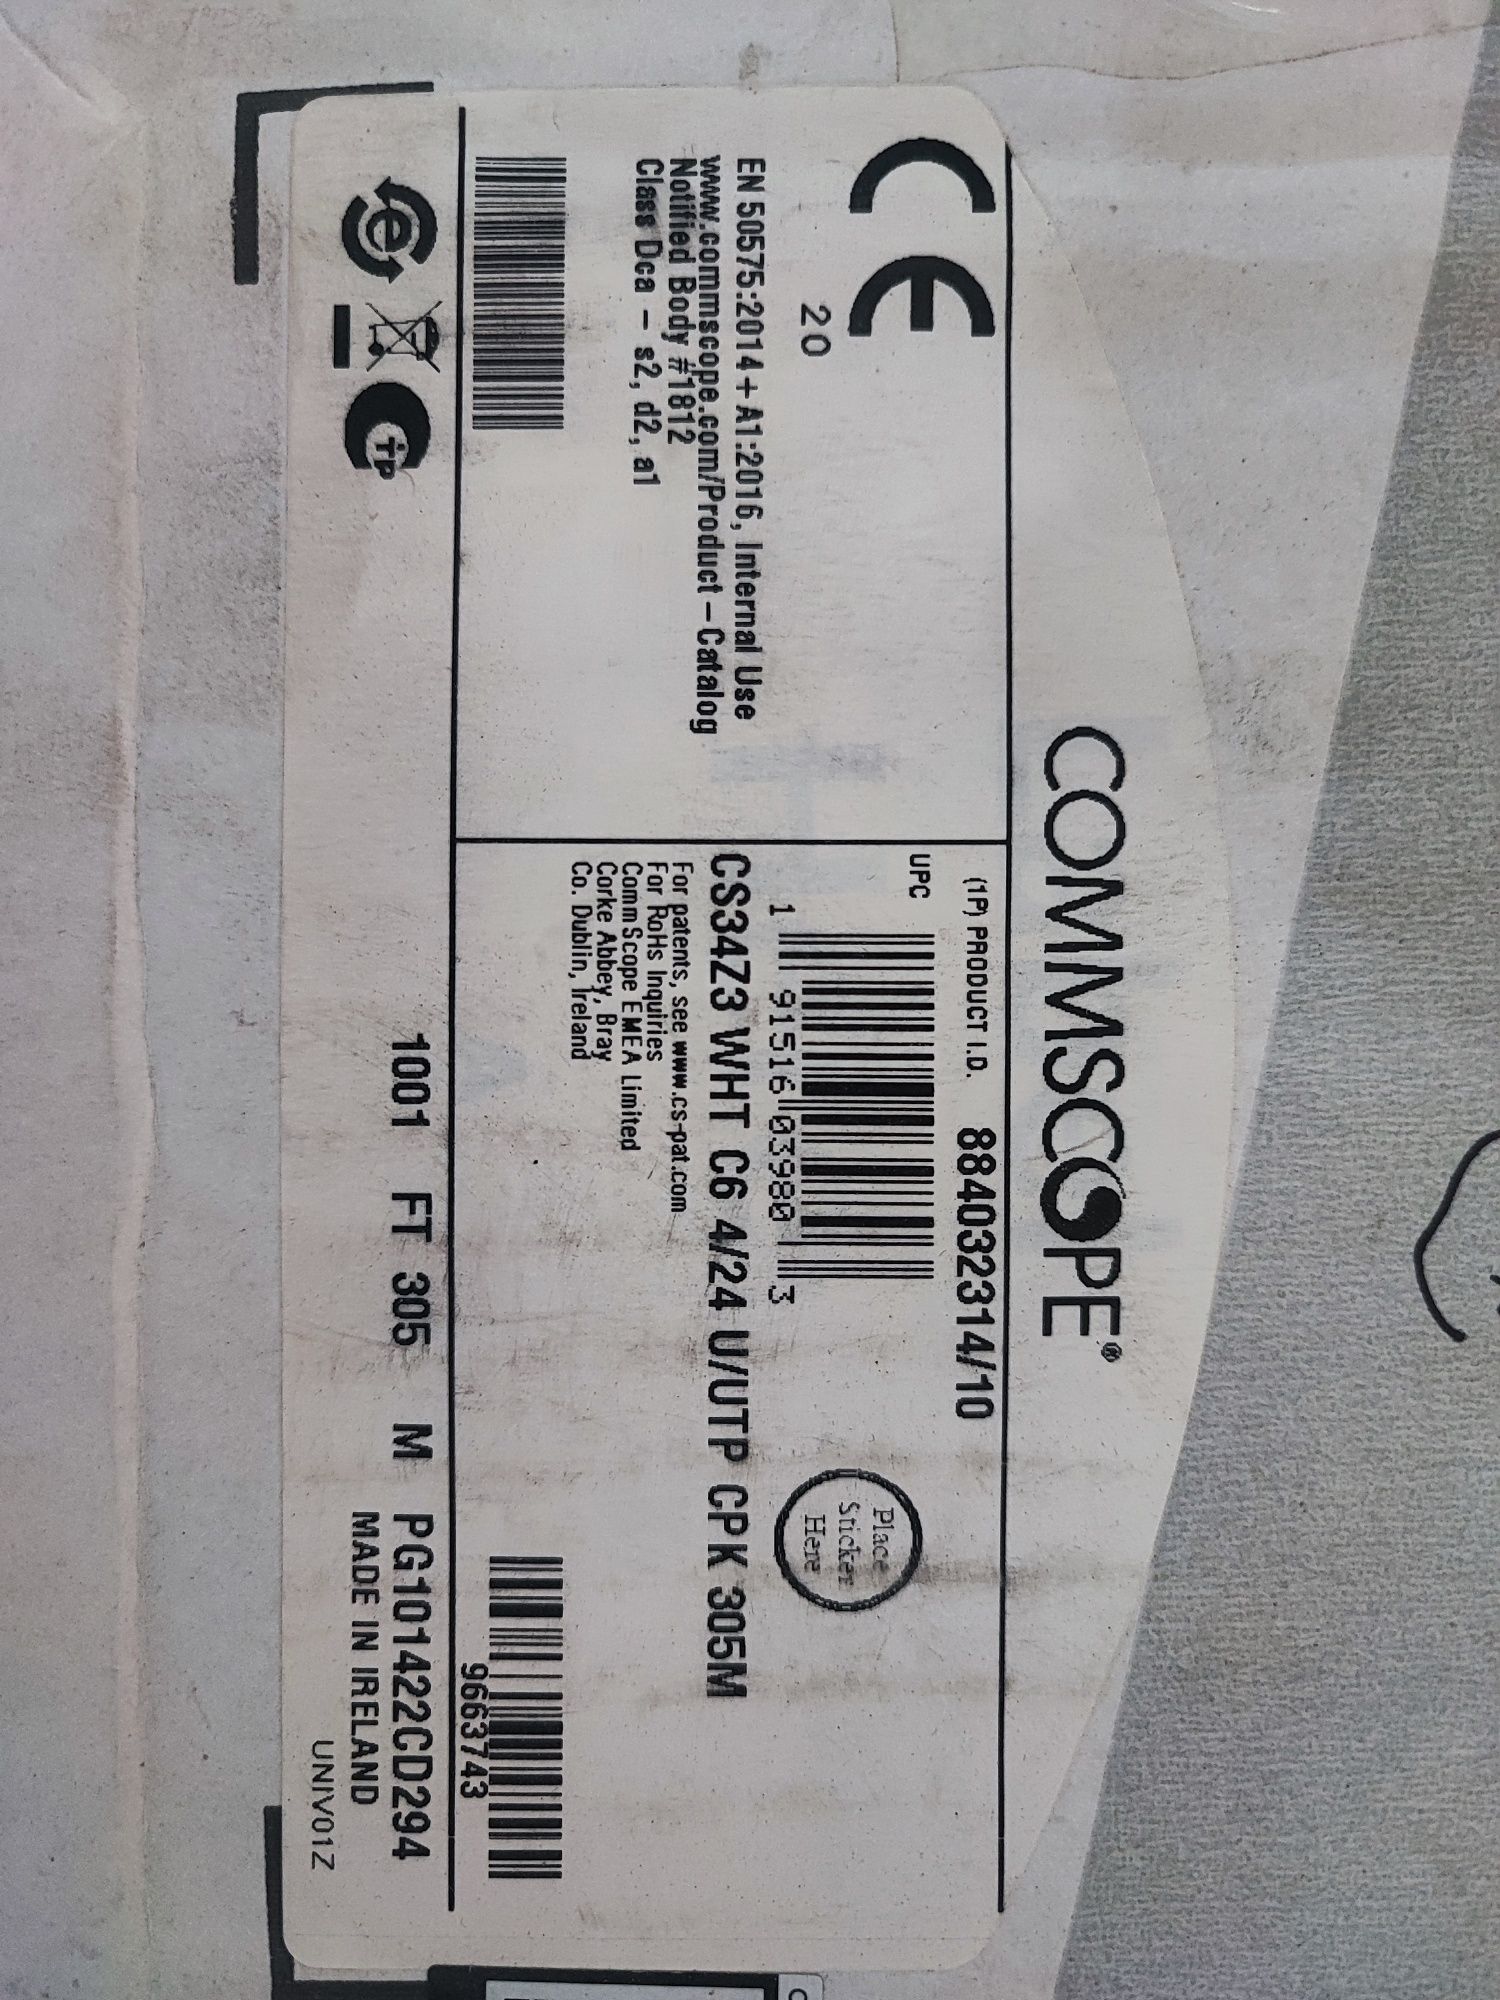 COMMSCOPE®
CE
20
EN 50575:2014+A1:2016, Internal Use
www.commscope.com/Product-Catalog
Notified Body #1812
Class Dca - s2, d2, a1
(1P) PRODUCT I.D. 884032314/10
UPC
1 91516 03980 3
Place
Sticker
Here
CS34Z3 WHT C6 4/24 U/UTP CPK 305M
For patents, see www.cs-pat.com
For RoHs Inquiries
CommScope EMEA Limited
Corke Abbey, Bray
Co. Dublin, Ireland
9663743
e
TP
1001 FT 305 M PG101422CD294
MADE IN IRELAND
UNIV01Z